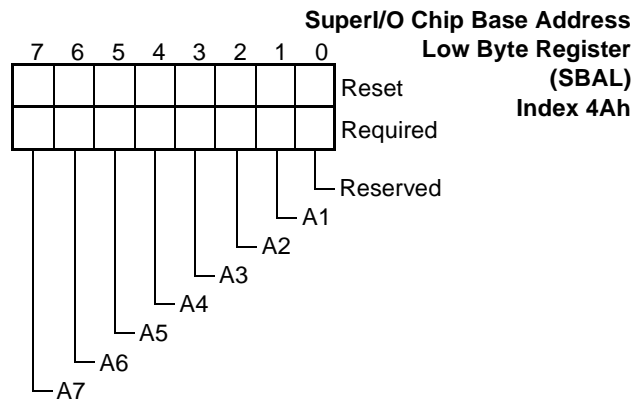 SuperI/O Chip Base Address
Low Byte Register
(SBAL)
Index 4Ah
7 6 5 4 3 2 1 0
Reset
Required
Reserved
A1
A2
A3
A4
A5
A6
A7